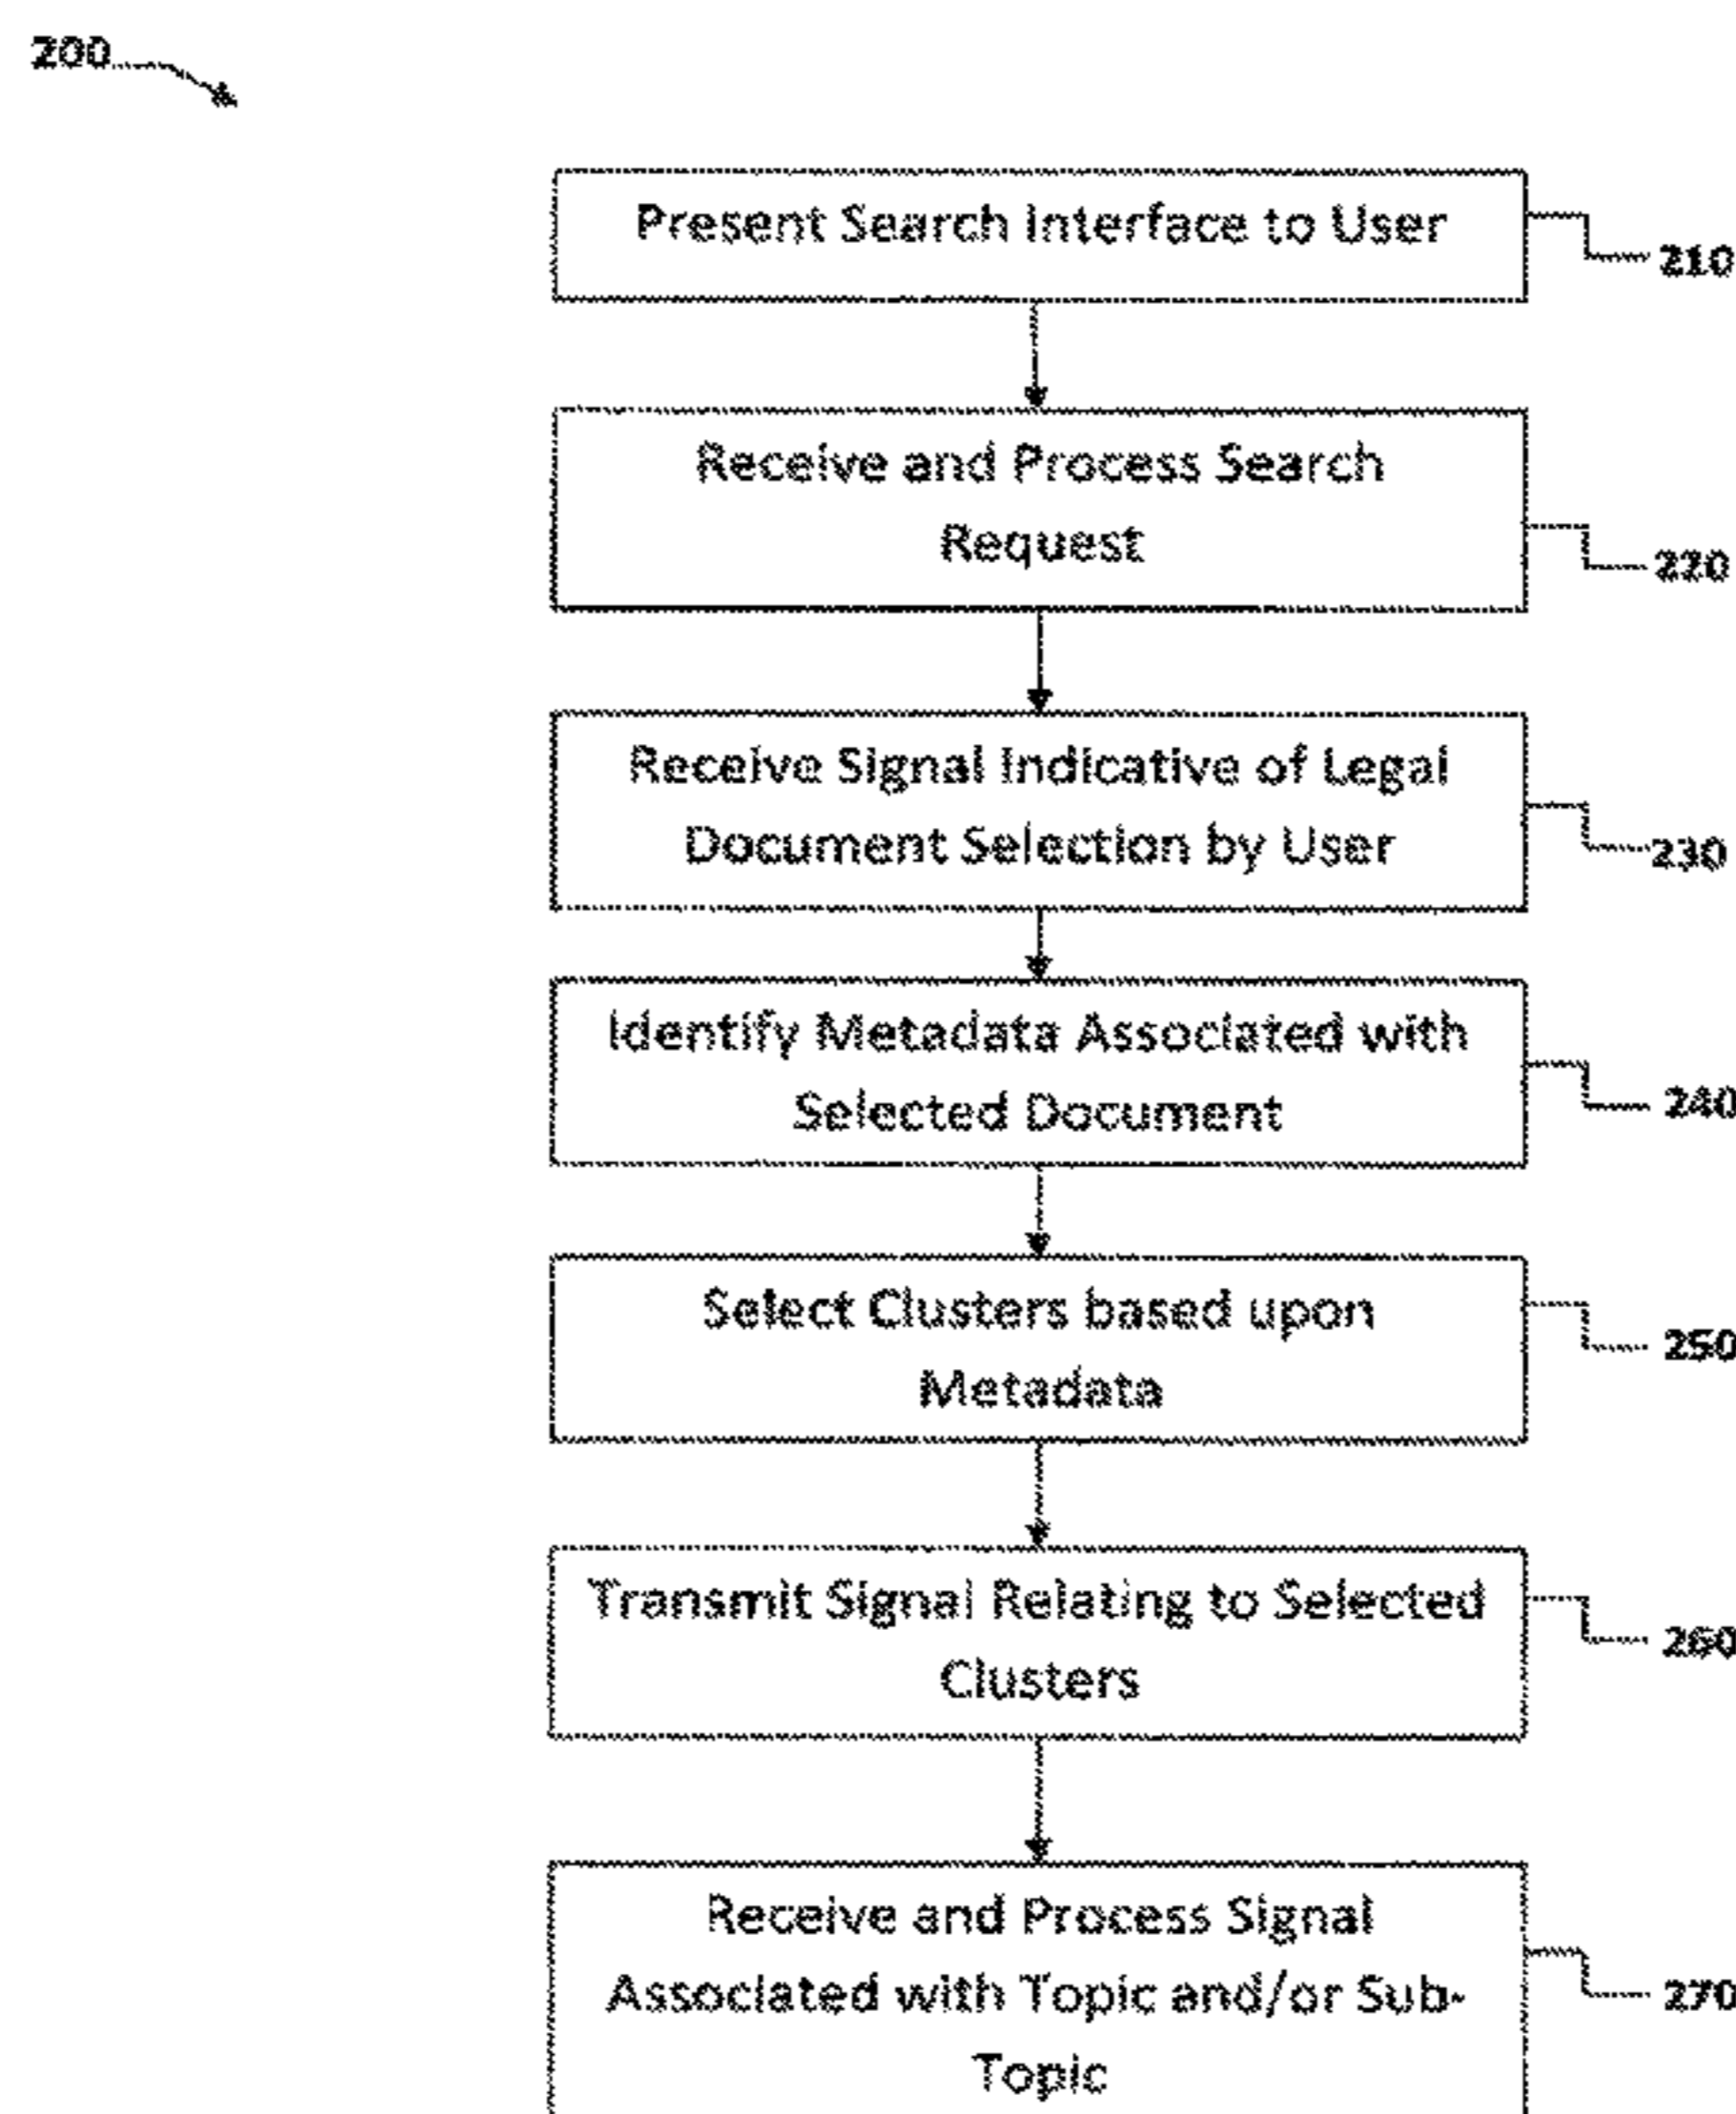 200
Present Search Interface to User
210
Receive and Process Search
Request
220
Receive Signal Indicative of Legal
Document Selection by User
230
Identify Metadata Associated with
Selected Document
240
Select Clusters based upon
Metadata
250
Transmit Signal Relating to Selected
Clusters
260
Receive and Process Signal
Associated with Topic and/or Sub-
Topic
270